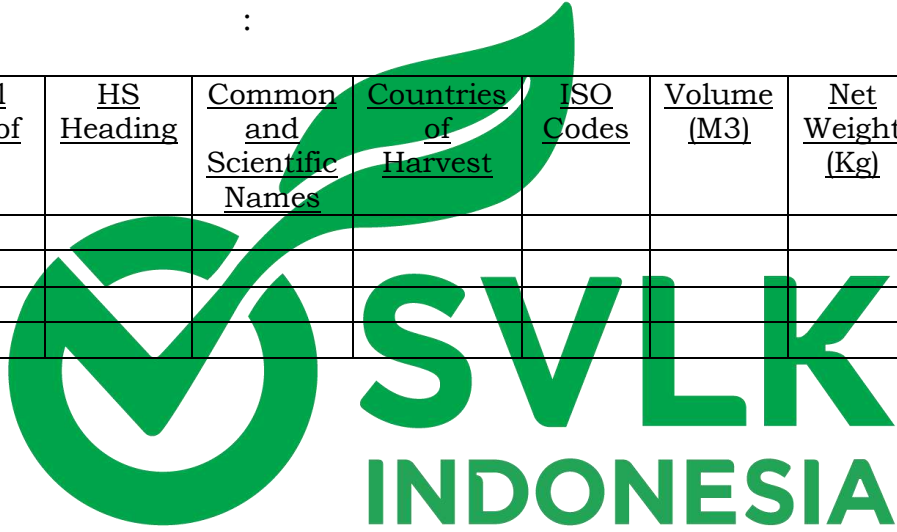 :
l
of
HS
Heading
Common
and
Scientific
Names
Countries
of
Harvest
ISO
Codes
Volume
(M3)
Net
Weight
(Kg)
SVLK
INDONESIA